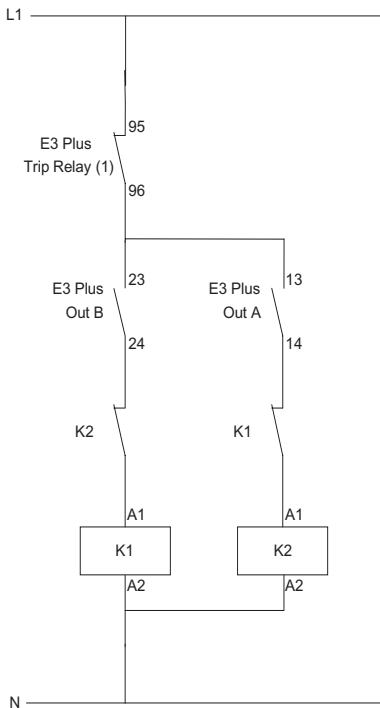 L1
95
E3 Plus
Trip Relay (1)
96
23
13
E3 Plus
Out B
E3 Plus
Out A
24
14
K2
K1
A1
A1
K1
K2
A2
A2
N